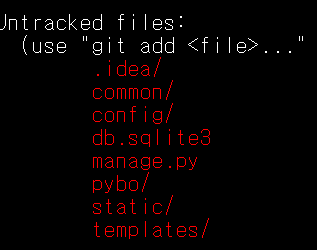 Untracked files:
(use "git add <file>..."
.idea/
common/
config/
db.sqlite3
manage.py
pybo/
static/
templates/